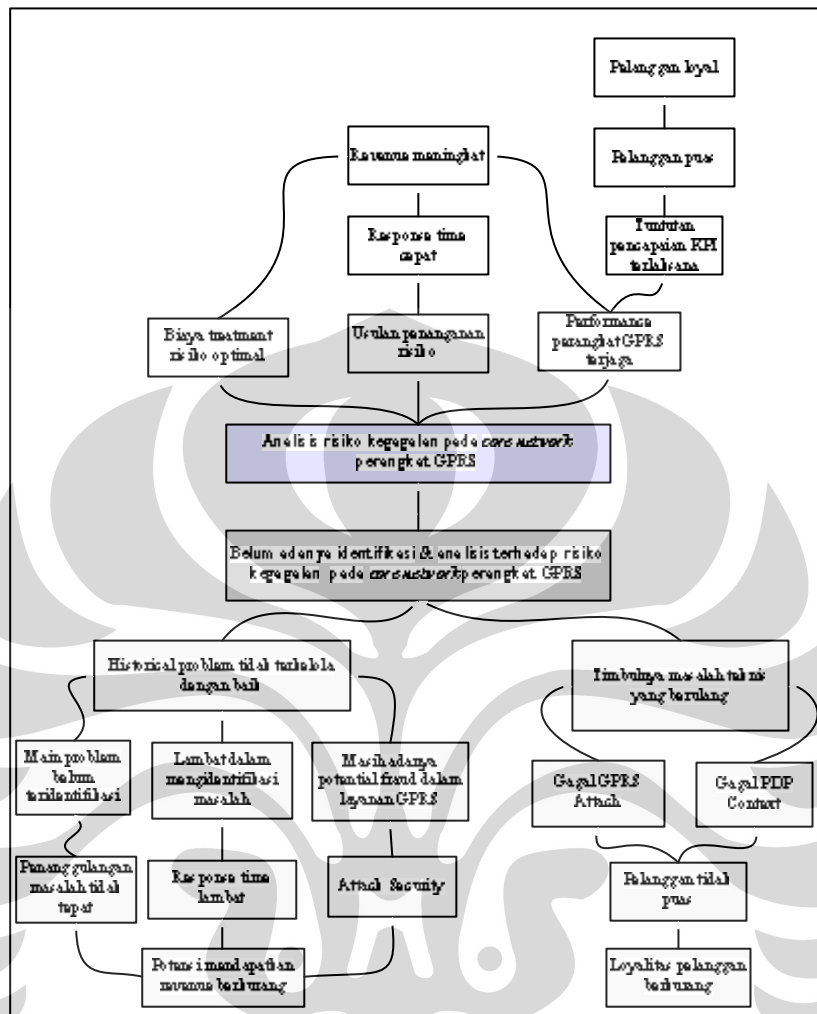 Pelanggan loyal
Revenue meningkat
Pelanggan puas
Response time
cepat
Tuntutan
pencapaian KPI
terlaksana
Biaya treatment
risiko optimal
Usulan penanganan
risiko
Performance
perangkat GPRS
terjaga
Analisis risiko kegagalan pada core network
perangkat GPRS
Belum adanya identifikasi & analisis terhadap risiko
kegagalan pada core network perangkat GPRS
Historical problem tidak terkelola
dengan baik
Timbulnya masalah teknis
yang berulang
Main problem
belum
teridentifikasi
Lambat dalam
mengidentifikasi
masalah
Masih adanya
potential fraud dalam
layanan GPRS
Gagal GPRS
Attach
Gagal PDP
Context
Penanggulangan
masalah tidak
tepat
Response time
lambat
Attach Security
Pelanggan tidak
puas
Potensi mendapatkan
revenue berkurang
Loyalitas pelanggan
berkurang